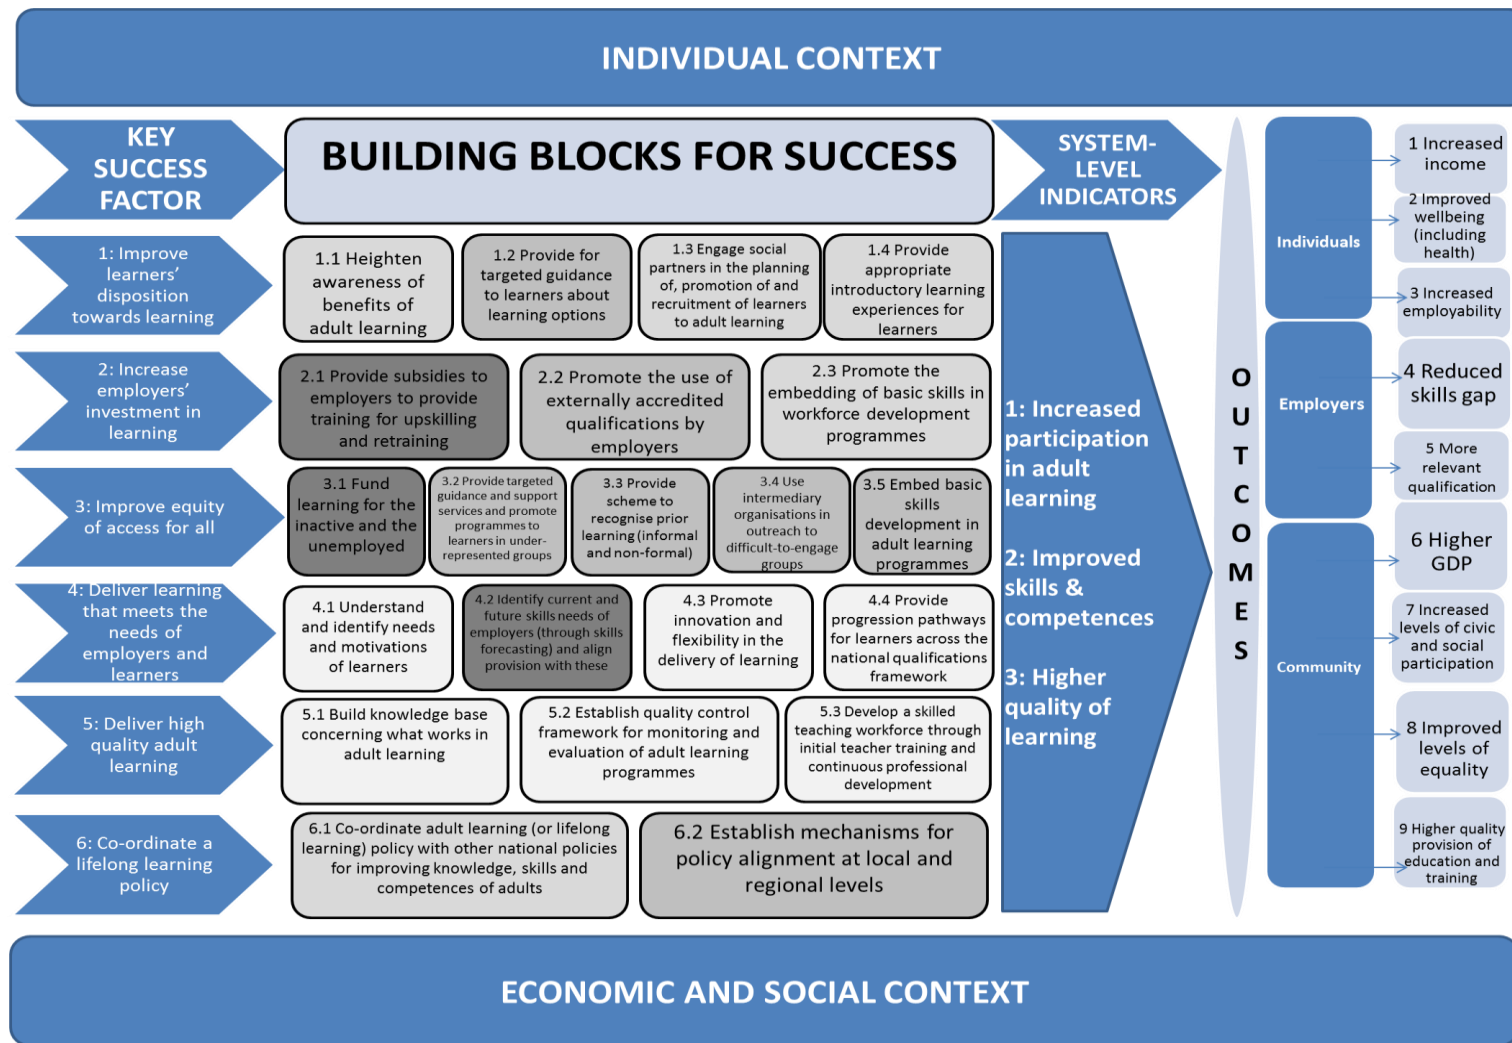 INDIVIDUAL CONTEXT
KEY
SUCCESS
FACTOR
BUILDING BLOCKS FOR SUCCESS
SYSTEM-
LEVEL
INDICATORS
1: Improve
learners’
disposition
towards learning
1.1 Heighten
awareness of
benefits of
adult learning
1.2 Provide for
targeted guidance
to learners about
learning options
1.3 Engage social
partners in the planning
of, promotion of and
recruitment of learners
to adult learning
1.4 Provide
appropriate
introductory learning
experiences for
learners
2: Increase
employers’
investment in
learning
2.1 Provide subsidies to
employers to provide
training for upskilling
and retraining
2.2 Promote the use of
externally accredited
qualifications by
employers
2.3 Promote the
embedding of basic skills in
workforce development
programmes
3: Improve equity
of access for all
3.1 Fund
learning for the
inactive and the
unemployed
3.2 Provide targeted
guidance and support
services and promote
programmes to
learners in under-
represented groups
3.3 Provide
scheme to
recognise prior
learning (informal
and non-formal)
3.4 Use
intermediary
organisations in
outreach to
difficult-to-engage
groups
3.5 Embed basic
skills
development in
adult learning
programmes
4: Deliver learning
that meets the
needs of
employers and
learners
4.1 Understand
and identify needs
and motivations
of learners
4.2 Identify current and
future skills needs of
employers (through skills
forecasting) and align
provision with these
4.3 Promote
innovation and
flexibility in the
delivery of learning
4.4 Provide
progression pathways
for learners across the
national qualifications
framework
5: Deliver high
quality adult
learning
5.1 Build knowledge base
concerning what works in
adult learning
5.2 Establish quality control
framework for monitoring and
evaluation of adult learning
programmes
5.3 Develop a skilled
teaching workforce through
initial teacher training and
continuous professional
development
6: Co-ordinate a
lifelong learning
policy
6.1 Co-ordinate adult learning (or lifelong
learning) policy with other national policies
for improving knowledge, skills and
competences of adults
6.2 Establish mechanisms for
policy alignment at local and
regional levels
1: Increased
participation
in adult
learning
2: Improved
skills &
competences
3: Higher
quality of
learning
O
U
T
C
O
M
E
S
Individuals
1 Increased
income
2 Improved
wellbeing
(including
health)
3 Increased
employability
Employers
4 Reduced
skills gap
5 More
relevant
qualification
Community
6 Higher
GDP
7 Increased
levels of civic
and social
participation
8 Improved
levels of
equality
9 Higher quality
provision of
education and
training
ECONOMIC AND SOCIAL CONTEXT